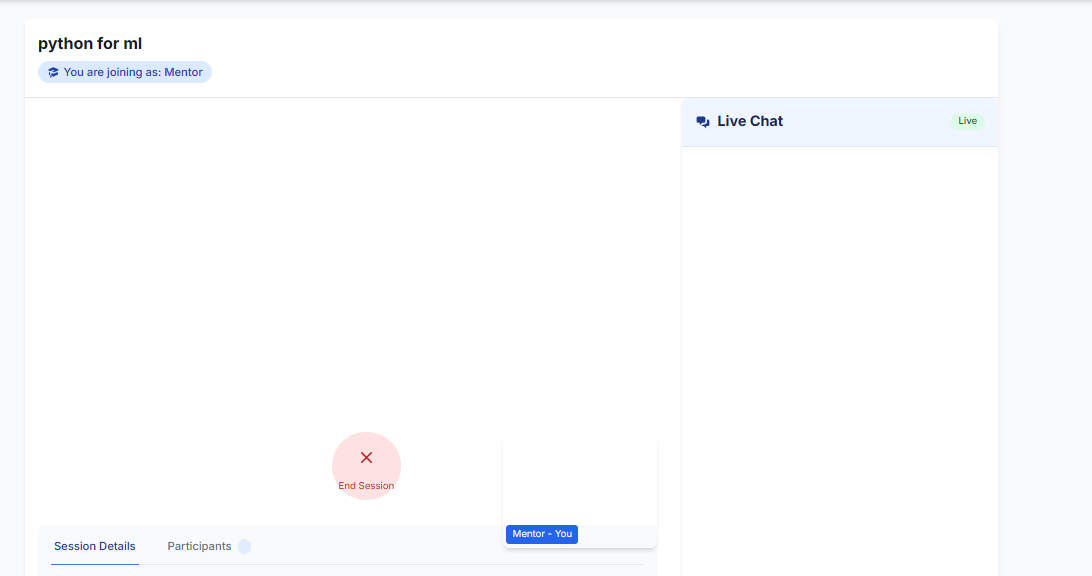 python for ml
You are joining as: Mentor
Live Chat
Live
End Session
Mentor - You
Session Details
Participants